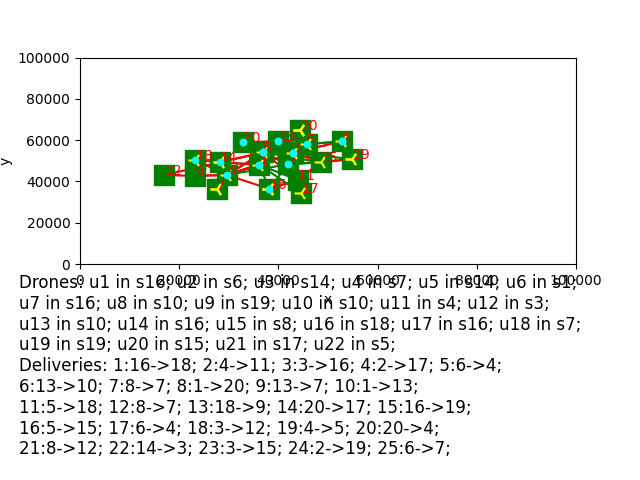 100000
80000
60000
y
40000
20000
0
0 20000 40000 60000 80000 100000
x
Drones: u1 in s16; u2 in s6; u3 in s14; u4 in s7; u5 in s14; u6 in s1;
u7 in s16; u8 in s10; u9 in s19; u10 in s10; u11 in s4; u12 in s3;
u13 in s10; u14 in s16; u15 in s8; u16 in s18; u17 in s16; u18 in s7;
u19 in s19; u20 in s15; u21 in s17; u22 in s5;
Deliveries: 1:16->18; 2:4->11; 3:3->16; 4:2->17; 5:6->4;
6:13->10; 7:8->7; 8:1->20; 9:13->7; 10:1->13;
11:5->18; 12:8->7; 13:18->9; 14:20->17; 15:16->19;
16:5->15; 17:6->4; 18:3->12; 19:4->5; 20:20->4;
21:8->12; 22:14->3; 23:3->15; 24:2->19; 25:6->7;